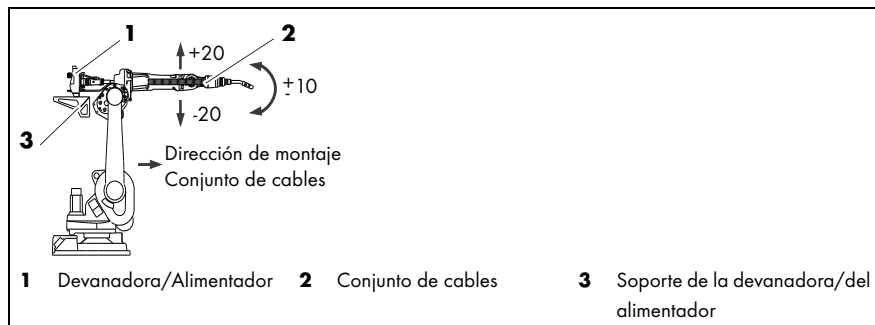 1
2
+20
±10
-20
3
Dirección de montaje
Conjunto de cables
1 Devanadora/Alimentador 2 Conjunto de cables 3 Soporte de la devanadora/del
alimentador